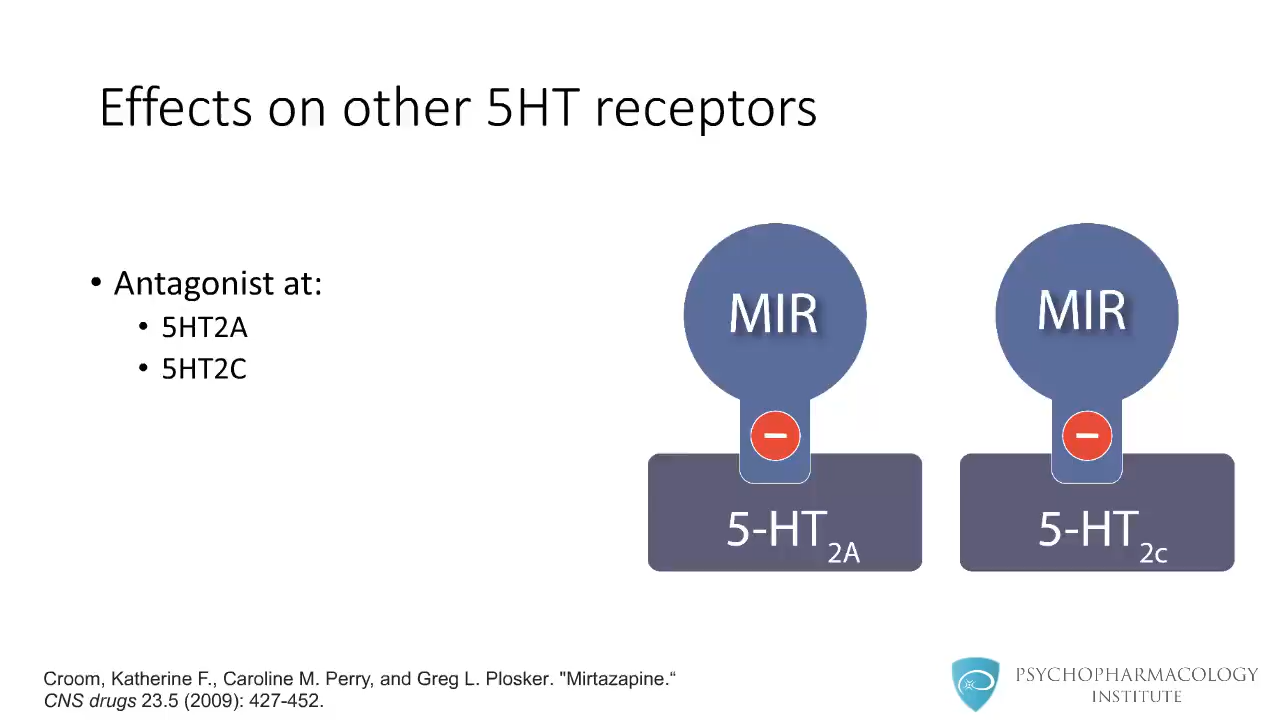 Effects on other 5HT receptors
• Antagonist at:
• 5HT2A
• 5HT2C
MIR
5-HT2A
MIR
5-HT2c
Croom, Katherine F., Caroline M. Perry, and Greg L. Plosker. "Mirtazapine.“
CNS drugs 23.5 (2009): 427-452.
PSYCHOPHARMACOLOGY
INSTITUTE